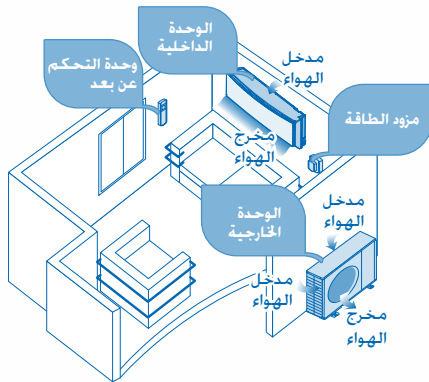 الوحدة
الداخلية
مدخل
الهواء
وحدة التحكم
عن بعد
مخرج
الهواء
مزود الطاقة
مدخل
الهواء
الوحدة
الخارجية
مدخل
الهواء
مخرج
الهواء